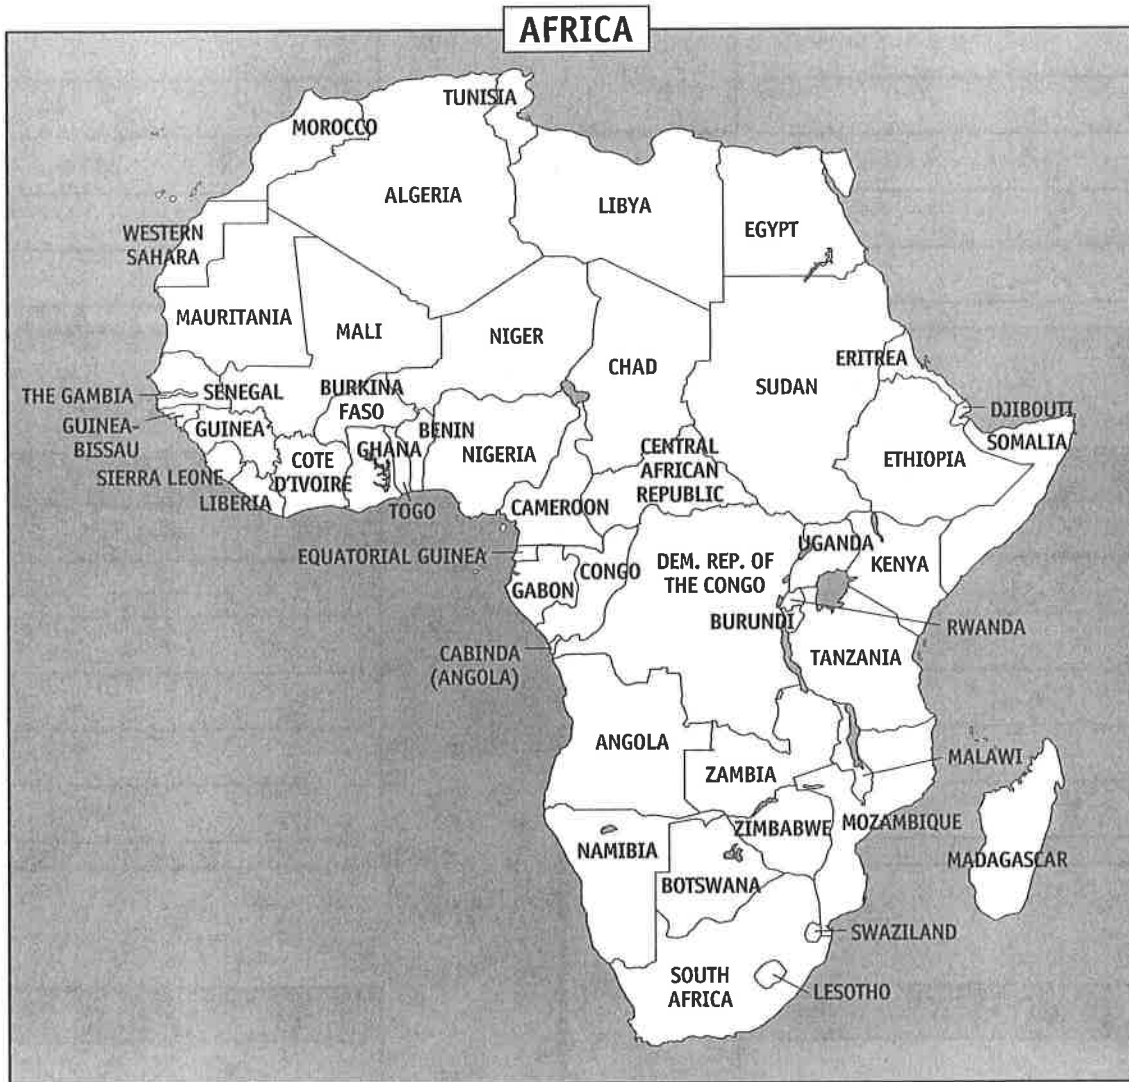 AFRICA
TUNISIA
MOROCCO
ALGERIA
LIBYA
EGYPT
WESTERN
SAHARA
MAURITANIA
MALI
NIGER
CHAD
SUDAN
ERITREA
THE GAMBIA
SENEGAL
BURKINA
FASO
DJIBOUTI
GUINEA-
BISSAU
GUINEA
BENIN
NIGERIA
GHANA
COTE
D'IVOIRE
CENTRAL
AFRICAN
REPUBLIC
ETHIOPIA
SOMALIA
SIERRA LEONE
LIBERIA
TOGO
CAMEROON
EQUATORIAL GUINEA
GABON
CONGO
DEM. REP. OF
THE CONGO
UGANDA
KENYA
BURUNDI
RWANDA
CABINDA
(ANGOLA)
TANZANIA
ANGOLA
ZAMBIA
MALAWI
NAMIBIA
ZIMBABWE
MOZAMBIQUE
MADAGASCAR
BOTSWANA
SWAZILAND
SOUTH
AFRICA
LESOTHO